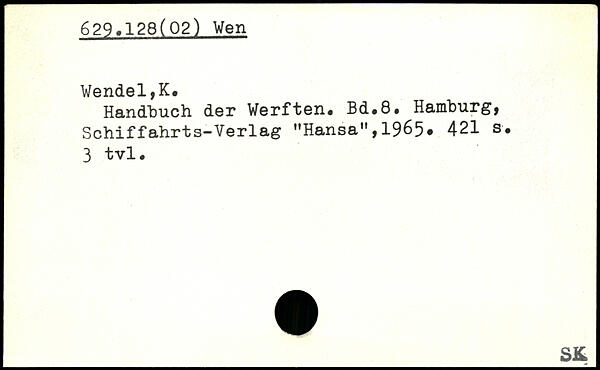 629.128(02) Wen
Wendel,K.
Handbuch der Werften. Bd.8. Hamburg,
Schiffahrts-Verlag "Hansa",1965. 421 s.
3 tvl.
SK